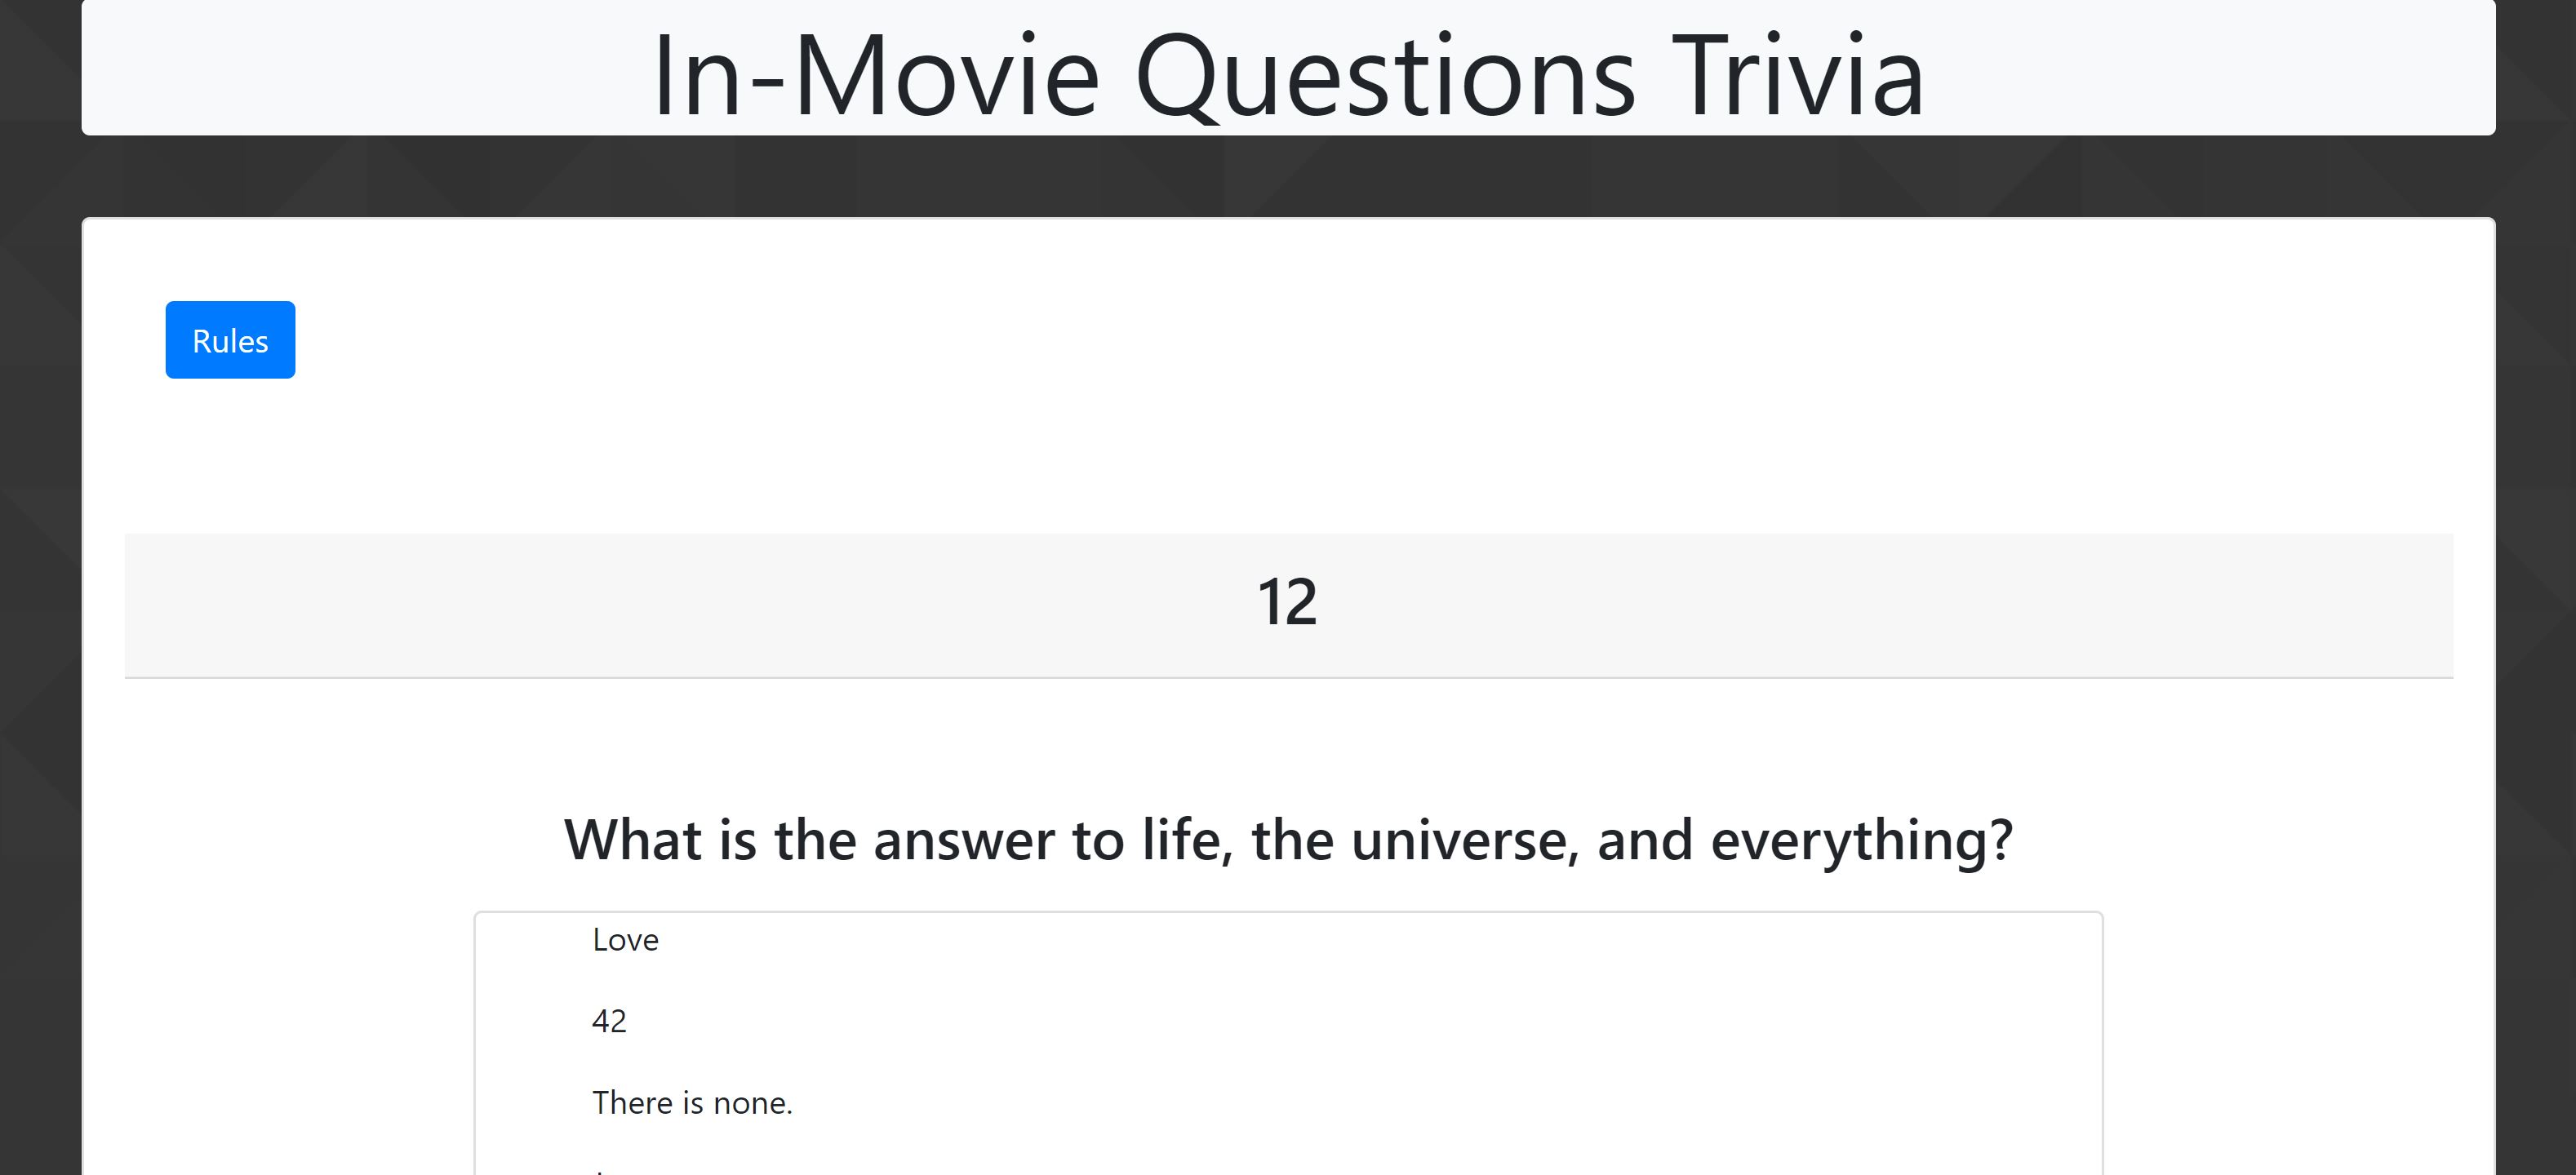 In-Movie Questions Trivia
Rules
12
What is the answer to life, the universe, and everything?
Love
42
There is none.